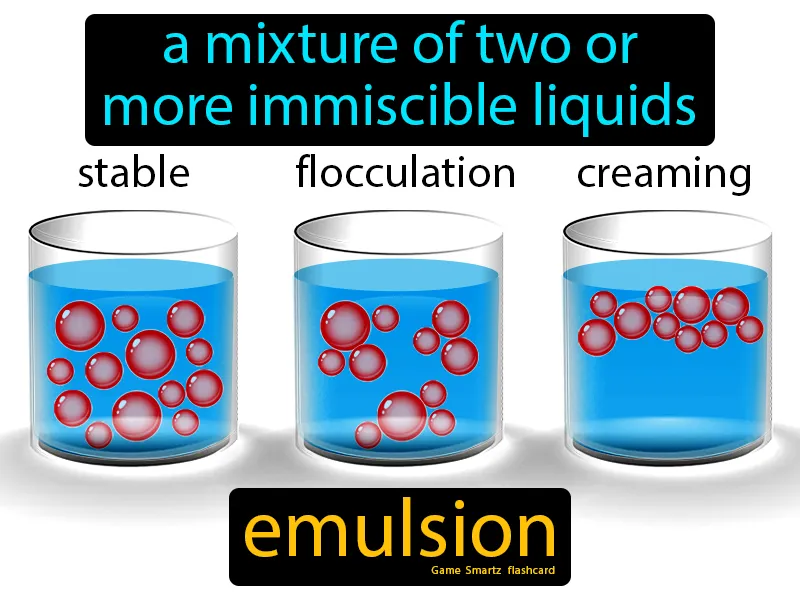 a mixture of two or
more immiscible liquids
stable flocculation creaming
emulsion
Game Smartz flashcard